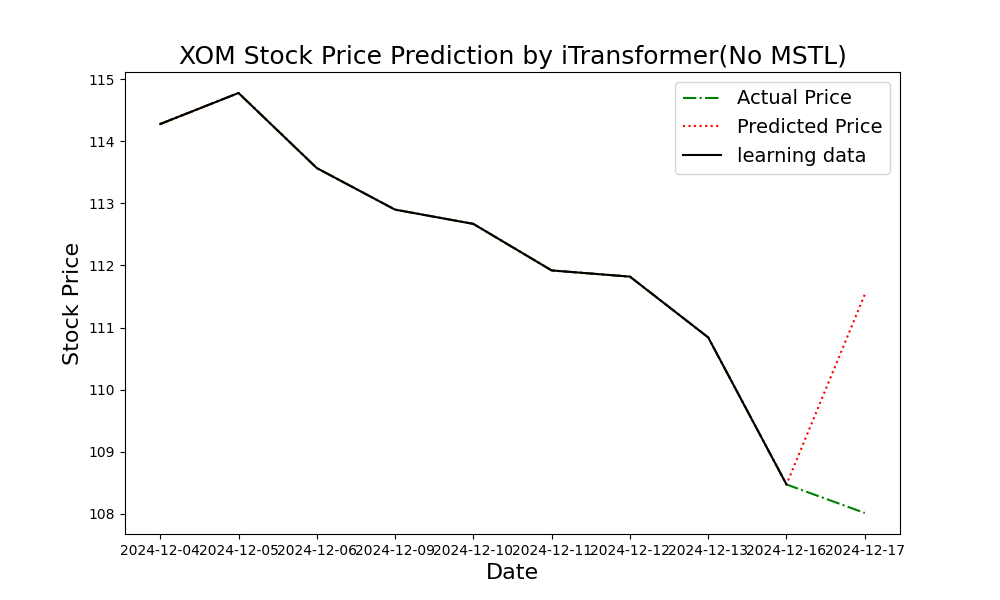 XOM Stock Price Prediction by iTransformer(No MSTL)
Actual Price
Predicted Price
learning data
115
114
113
112
111
110
109
108
Stock Price
2024-12-04 2024-12-05 2024-12-06 2024-12-09 2024-12-10 2024-12-11 2024-12-12 2024-12-13 2024-12-16 2024-12-17
Date